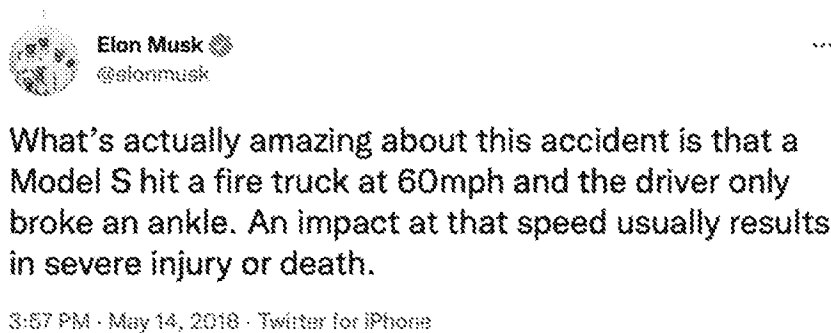 Elon Musk
@elonmusk
What's actually amazing about this accident is that a
Model S hit a fire truck at 60mph and the driver only
broke an ankle. An impact at that speed usually results
in severe injury or death.
3:57 PM · May 14, 2018 · Twitter for iPhone